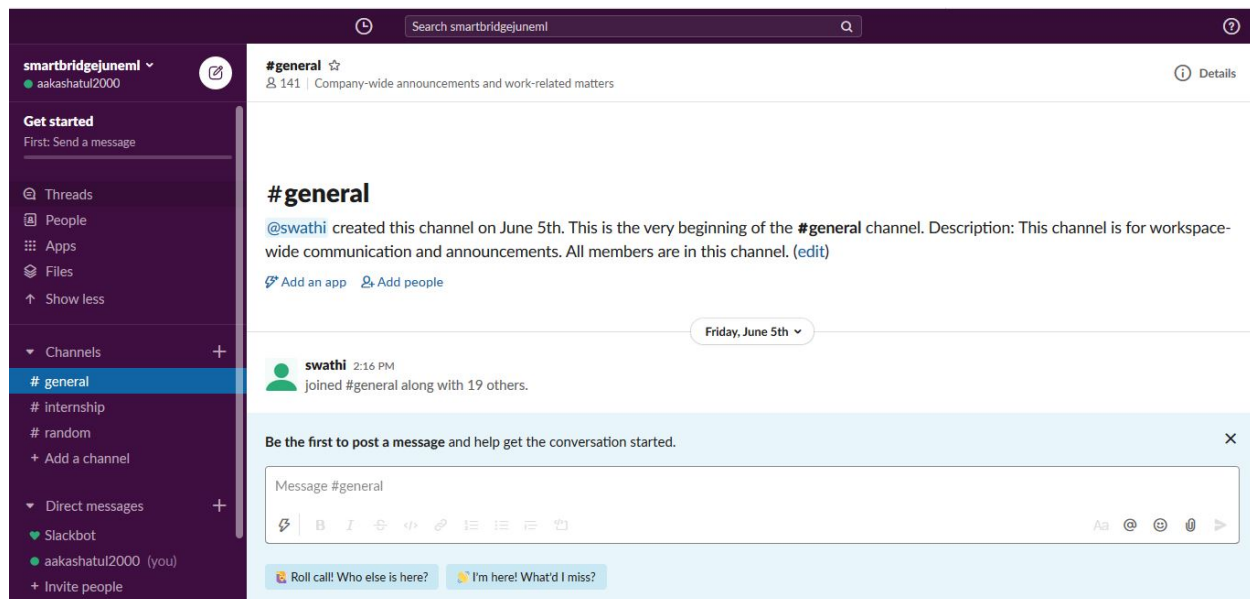 Search smartbridgejuneml
smartbridgejuneml
aakashatul2000
Get started
First: Send a message
Threads
People
Apps
Files
Show less
Channels
# general
# internship
# random
+ Add a channel
Direct messages
Slackbot
aakashatul2000 (you)
+ Invite people
#general
141 | Company-wide announcements and work-related matters
Details
#general
@swathi created this channel on June 5th. This is the very beginning of the #general channel. Description: This channel is for workspace-
wide communication and announcements. All members are in this channel. (edit)
Add an app Add people
Friday, June 5th
swathi 2:16 PM
joined #general along with 19 others.
Be the first to post a message and help get the conversation started.
Message #general
B I S Aa @
Roll call! Who else is here? I'm here! What'd I miss?